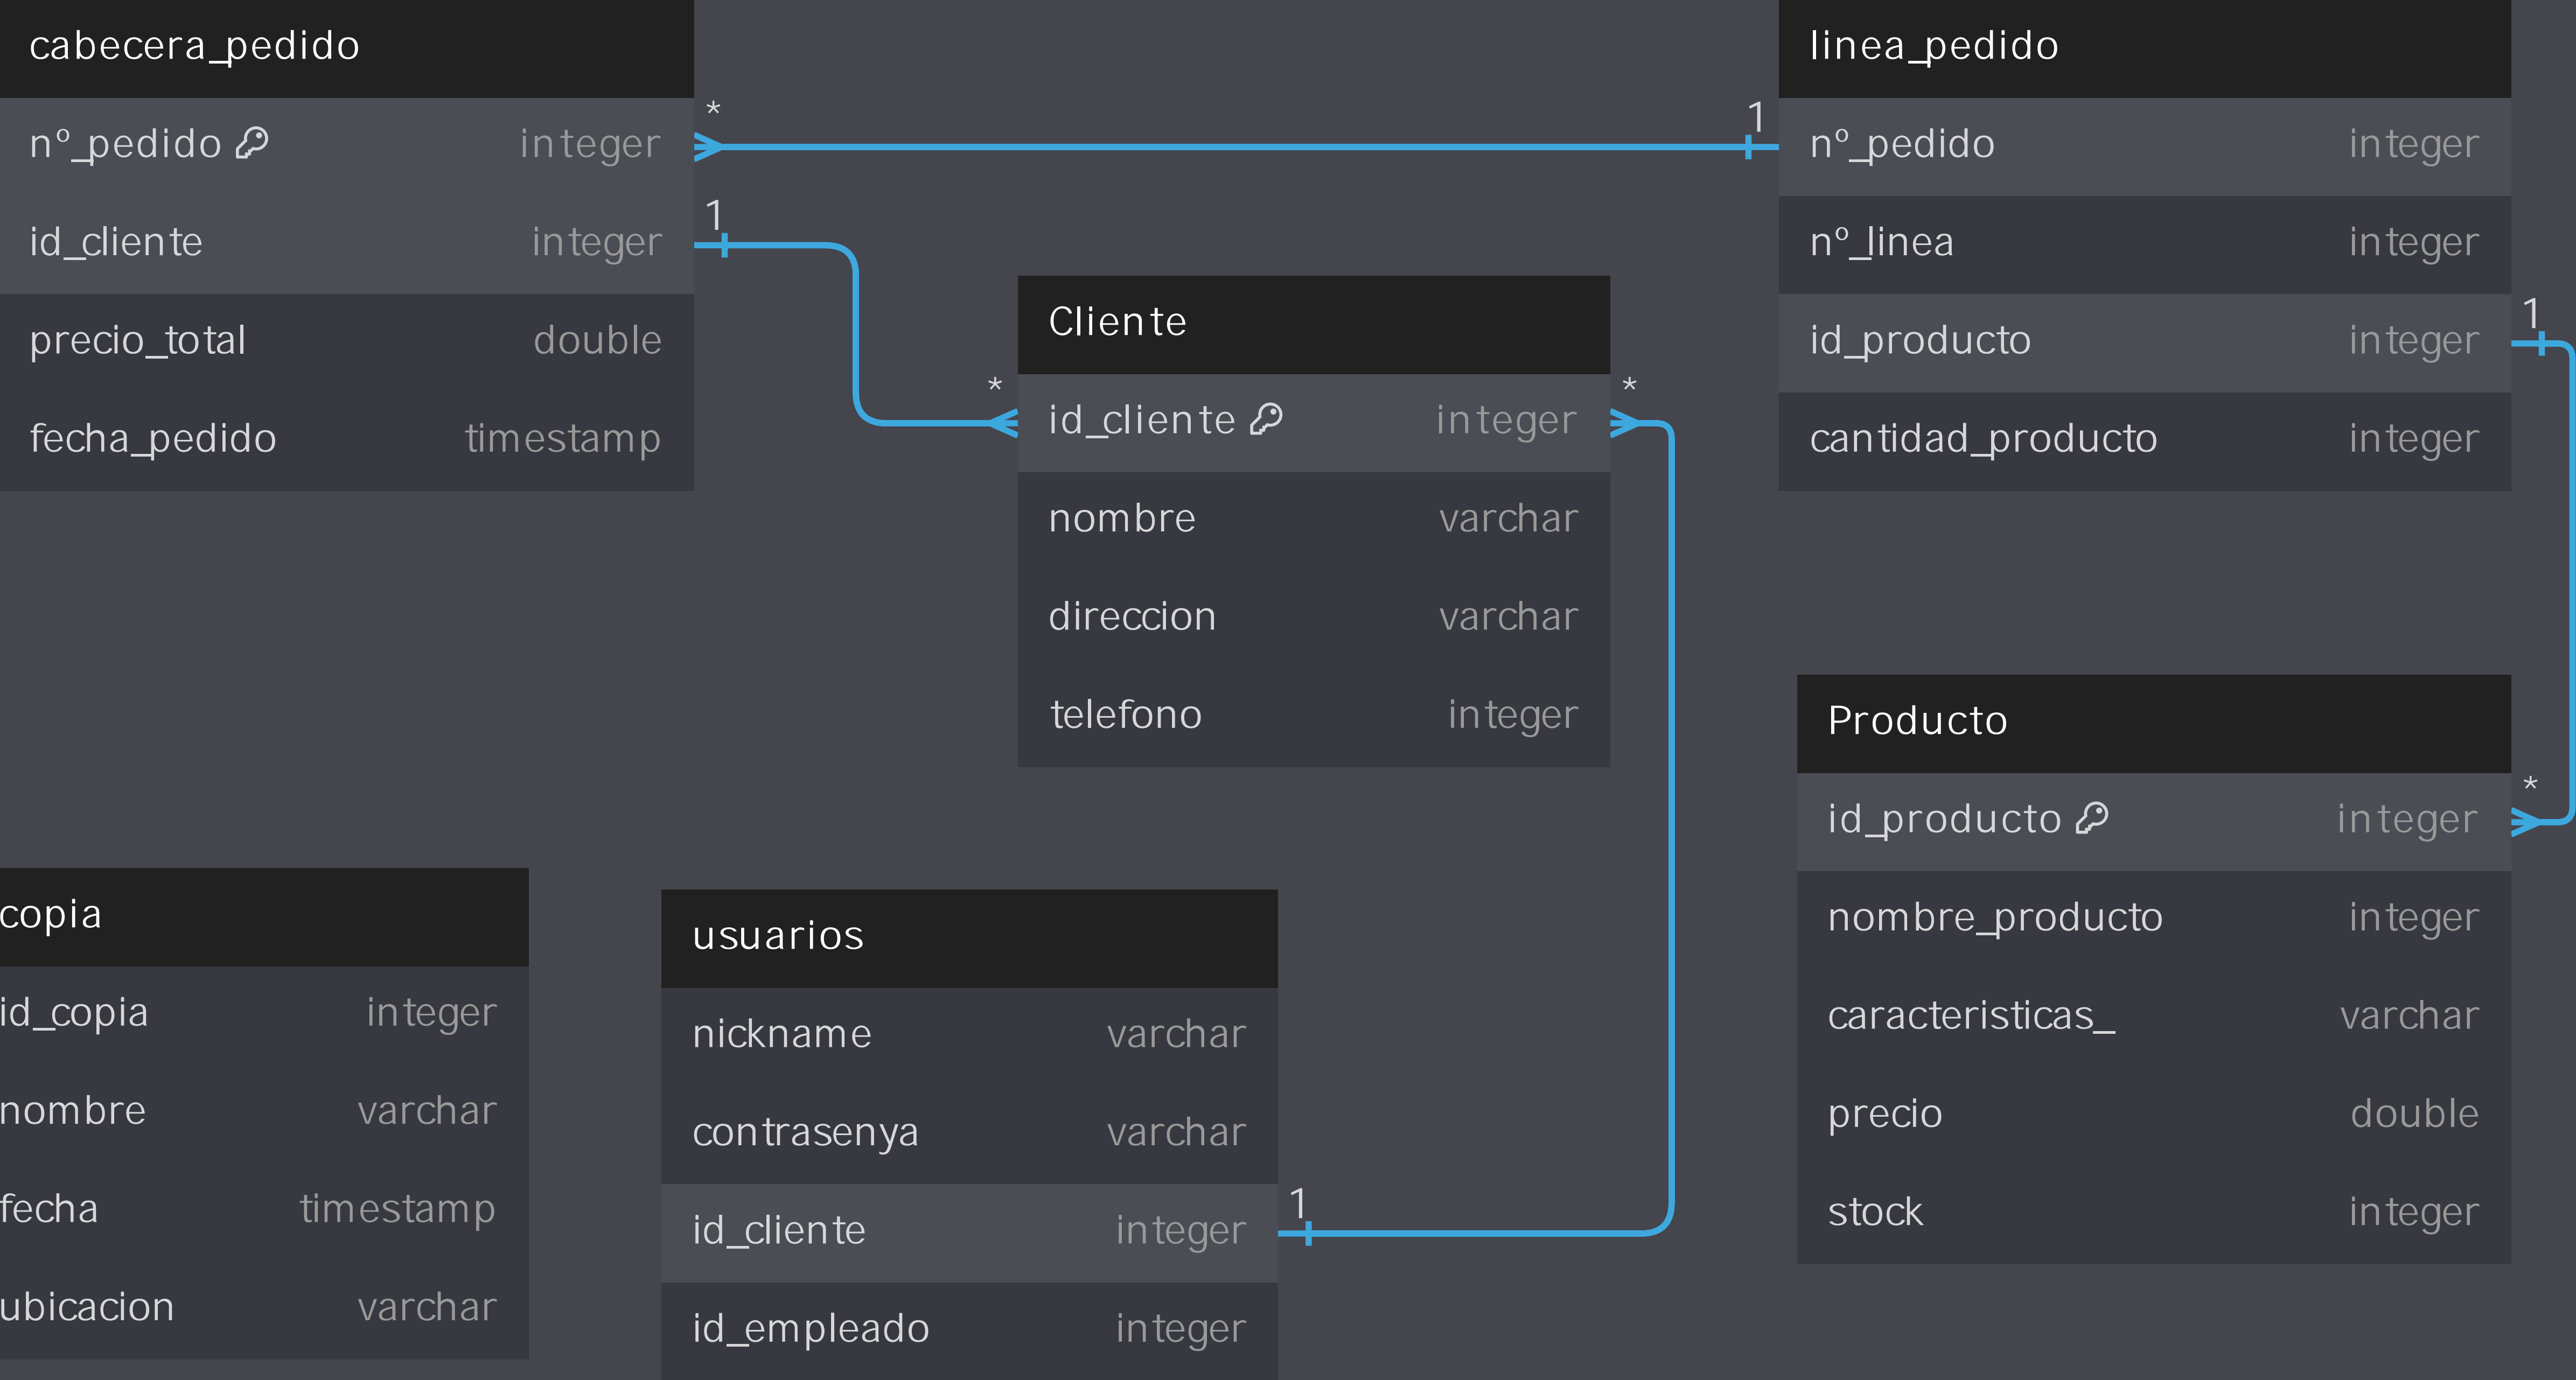 cabecera_pedido
nº_pedido integer
id_cliente integer
precio_total double
fecha_pedido timestamp
* 1
1 *
linea_pedido
nº_pedido integer
nº_linea integer
id_producto integer
cantidad_producto integer
1
*
Cliente
id_cliente integer
nombre varchar
direccion varchar
telefono integer
*
1
Producto
id_producto integer
nombre_producto integer
caracteristicas_ varchar
precio double
stock integer
copia
id_copia integer
nombre varchar
fecha timestamp
ubicacion varchar
usuarios
nickname varchar
contrasenya varchar
id_cliente integer
id_empleado integer